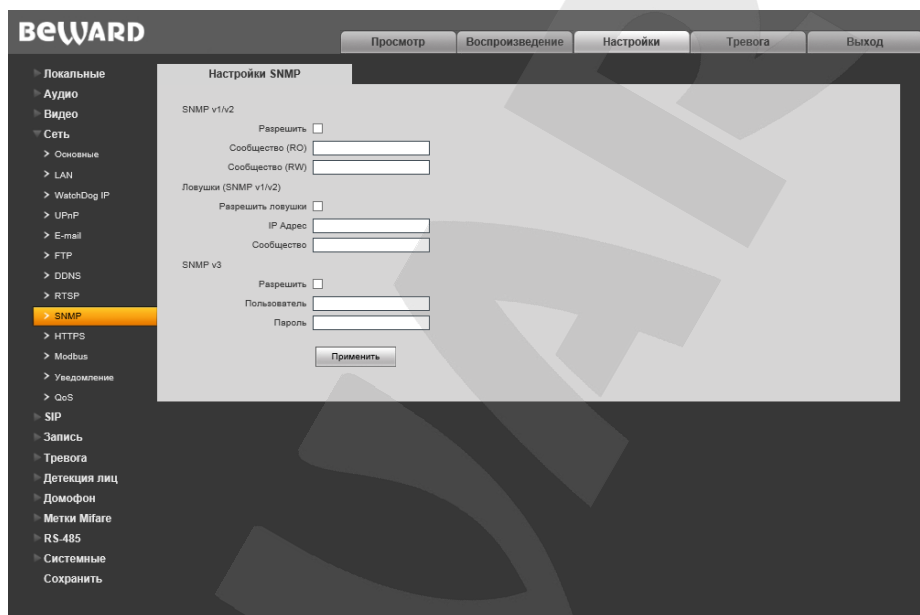 BEWARD
Просмотр
Воспроизведение
Настройки
Тревога
Выход
Локальные
Аудио
Видео
Сеть
Основные
LAN
WatchDog IP
UPnP
E-mail
FTP
DDNS
RTSP
SNMP
HTTPS
Modbus
Уведомление
QoS
SIP
Запись
Тревога
Детекция лиц
Домофон
Метки Mifare
RS-485
Системные
Сохранить
Настройки SNMP
SNMP v1/v2
Разрешить
Сообщество (RO)
Сообщество (RW)
Ловушки (SNMP v1/v2)
Разрешить ловушки
IP Адрес
Сообщество
SNMP v3
Разрешить
Пользователь
Пароль
Применить